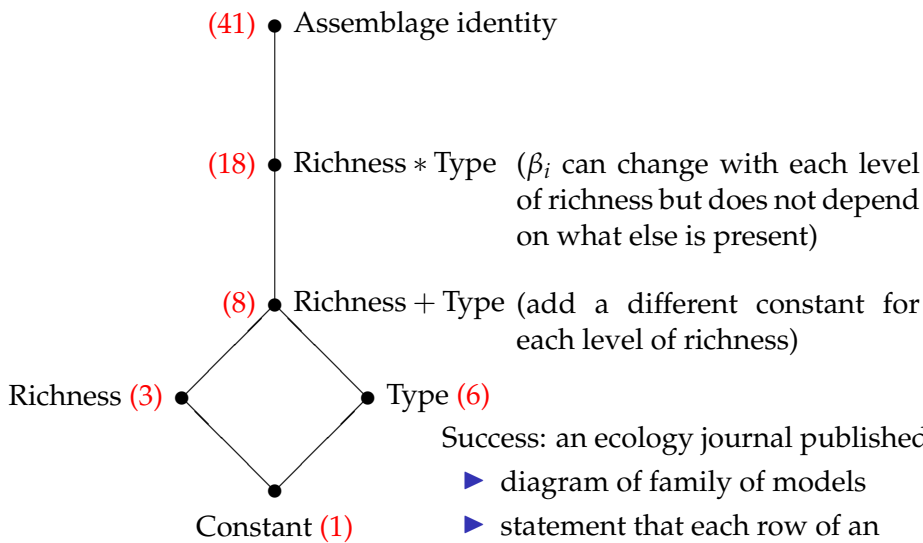 (41) Assemblage identity
(18) Richness ∗ Type (βi can change with each level
of richness but does not depend
on what else is present)
(8) Richness + Type (add a different constant for
each level of richness)
Richness (3)
Type (6)
Success: an ecology journal published
▶ diagram of family of models
Constant (1)
▶ statement that each row of an